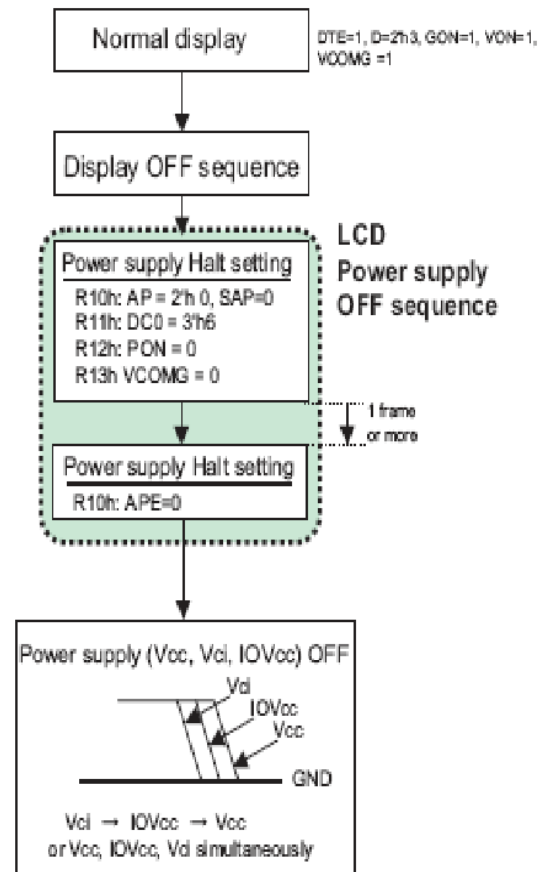 Normal display
DTE=1, D=2'h3, GON=1, VON=1,
VCOMG =1
Display OFF sequence
LCD
Power supply
OFF sequence
Power supply Halt setting
R10h: AP = 2'h 0, SAP=0
R11h: DC0 = 3'h6
R12h: PON = 0
R13h VCOMG = 0
1 frame
or more
Power supply Halt setting
R10h: APE=0
Power supply (Vcc, Vci, IOVcc) OFF
Vci
IOVcc
Vcc
GND
Vci → IOVcc → Vcc
or Vcc, IOVcc, Vci simultaneously